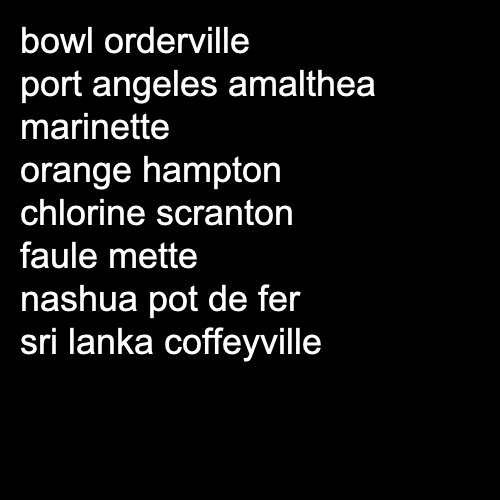 bowl orderville
port angeles amalthea
marinette
orange hampton
chlorine scranton
faule mette
nashua pot de fer
sri lanka coffeyville